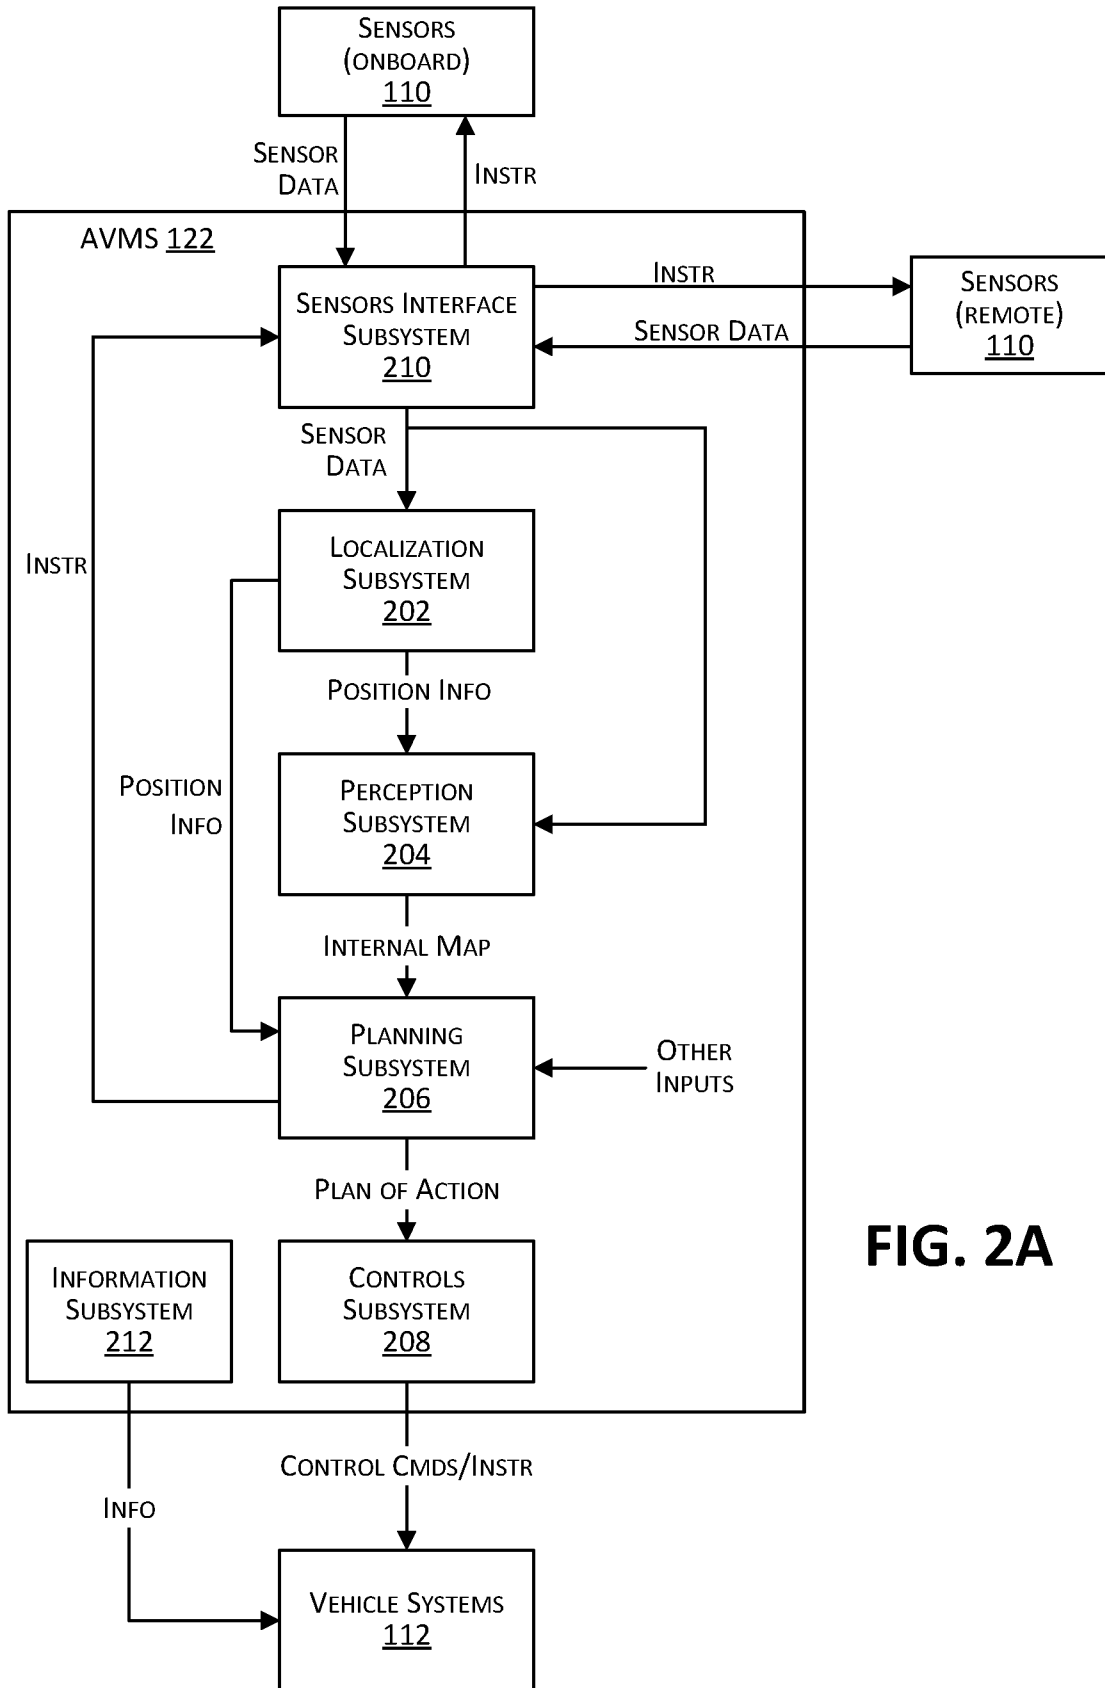 SENSORS
(ONBOARD)
110
SENSOR
DATA
INSTR
AVMS 122
SENSORS INTERFACE
SUBSYSTEM
210
INSTR
SENSOR DATA
SENSORS
(REMOTE)
110
SENSOR
DATA
INSTR
LOCALIZATION
SUBSYSTEM
202
POSITION INFO
POSITION
INFO
PERCEPTION
SUBSYSTEM
204
INTERNAL MAP
PLANNING
SUBSYSTEM
206
OTHER
INPUTS
PLAN OF ACTION
INFORMATION
SUBSYSTEM
212
CONTROLS
SUBSYSTEM
208
FIG. 2A
CONTROL CMDS/INSTR
INFO
VEHICLE SYSTEMS
112